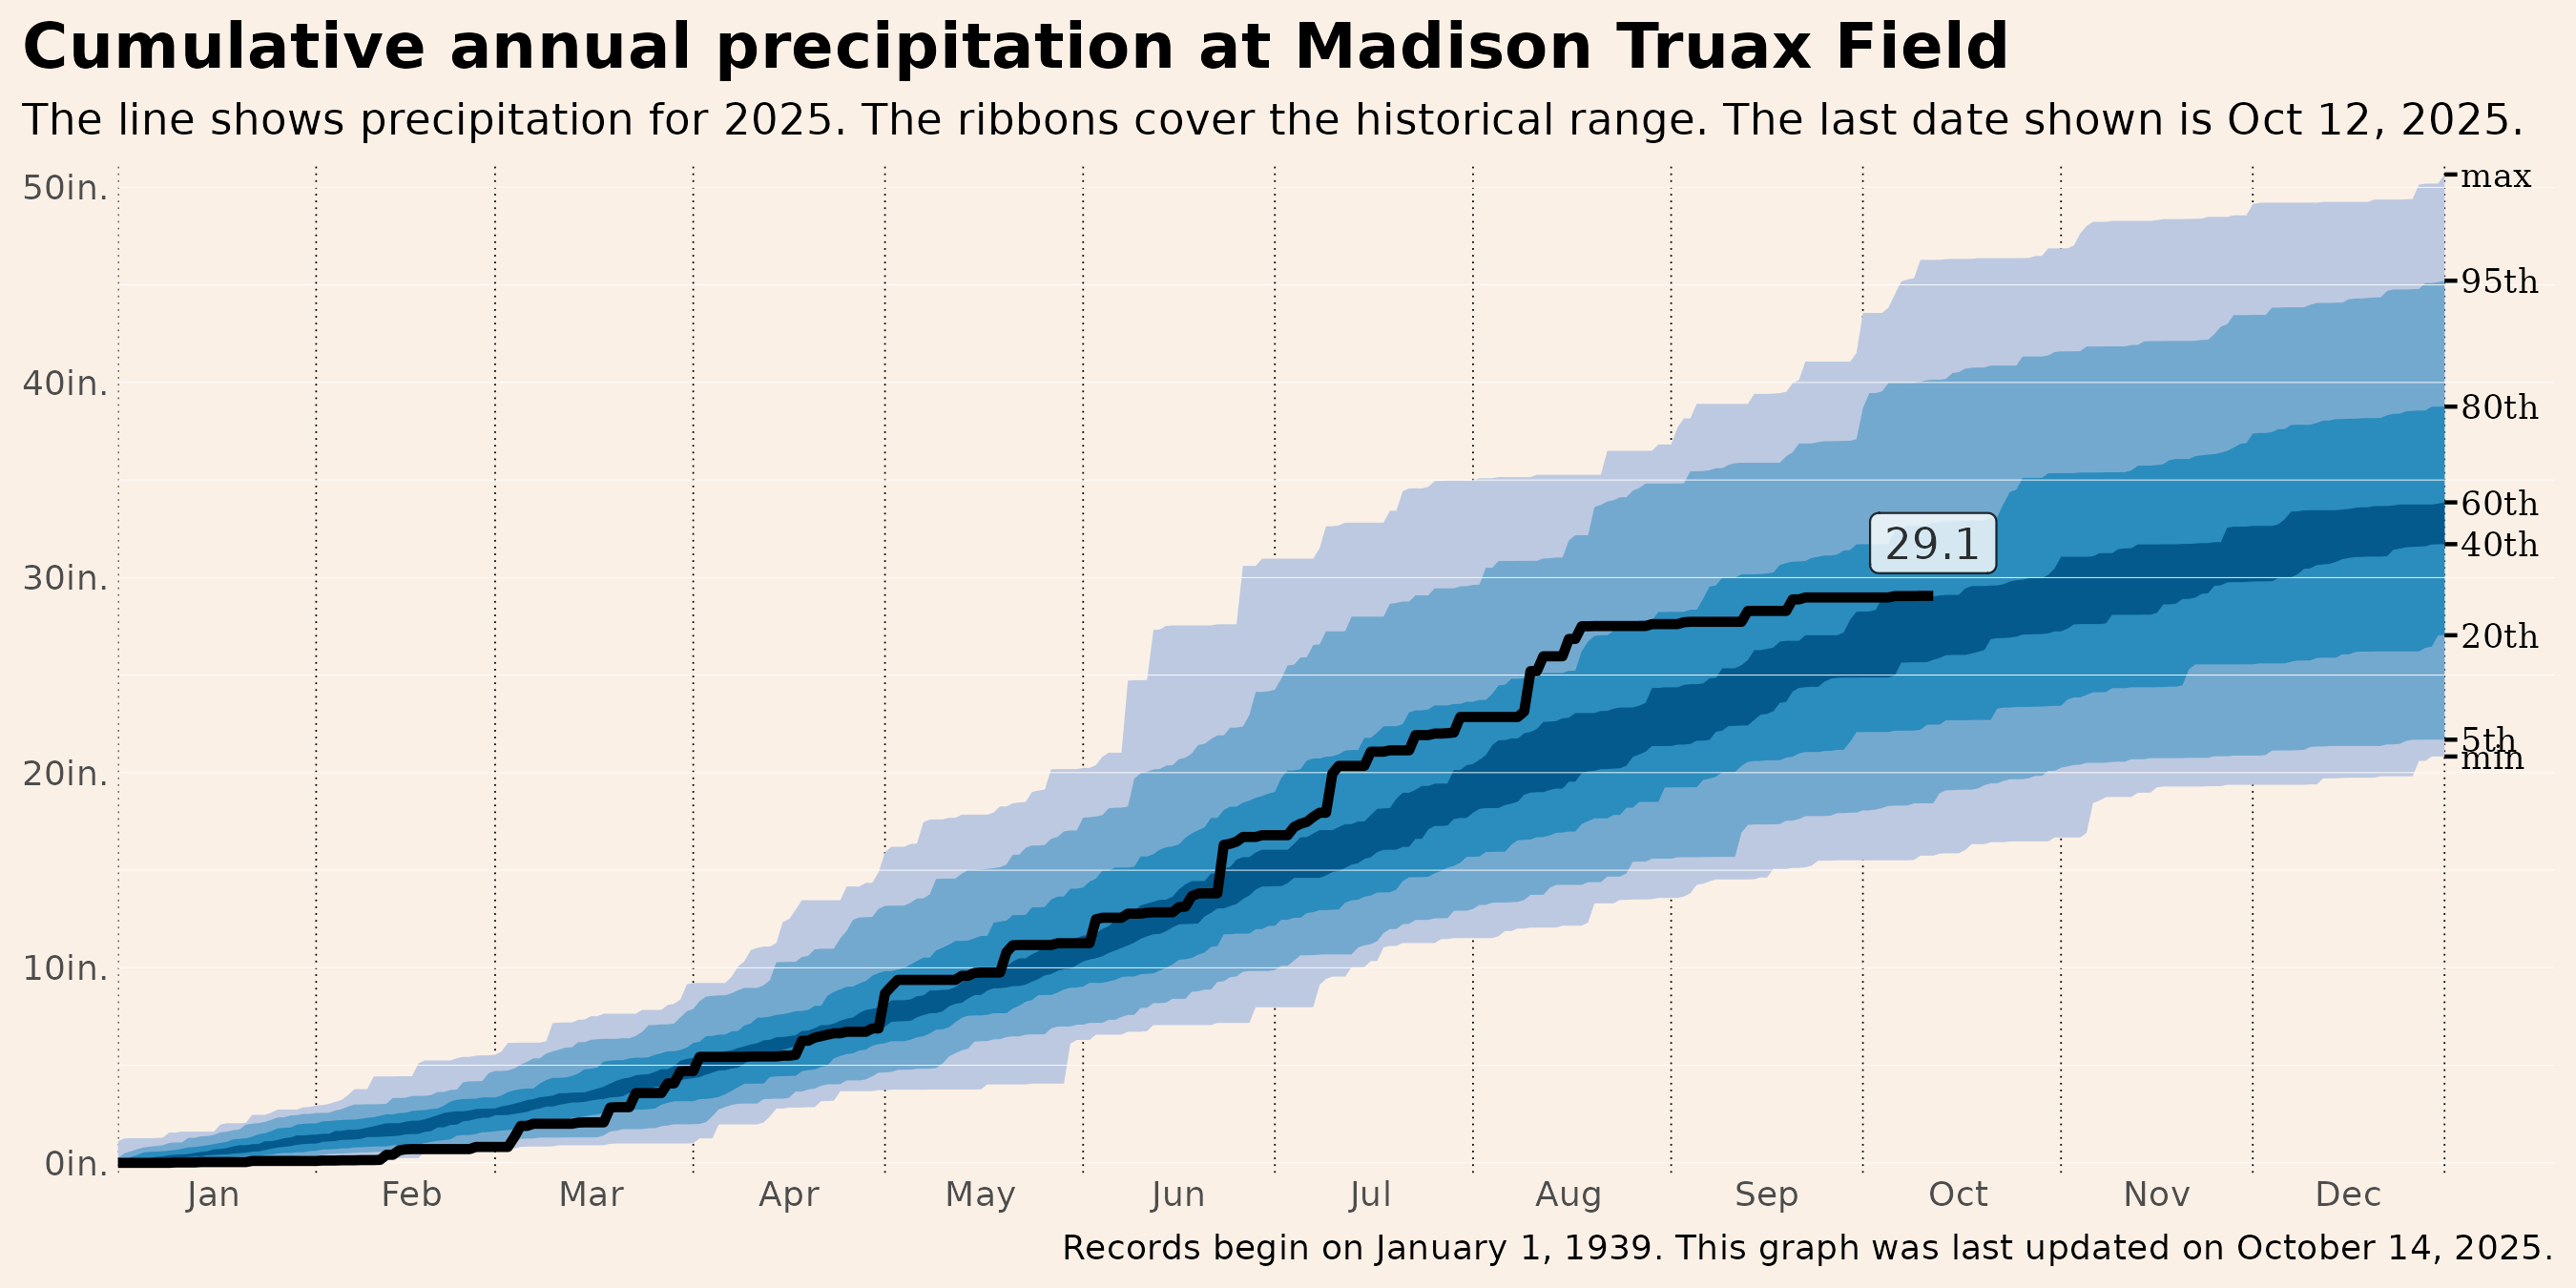 Cumulative annual precipitation at Madison Truax Field
The line shows precipitation for 2025. The ribbons cover the historical range. The last date shown is Oct 12, 2025.
50in.
40in.
30in.
20in.
10in.
0in.
max
95th
80th
60th
40th
20th
5th
min
29.1
Jan Feb Mar Apr May Jun Jul Aug Sep Oct Nov Dec
Records begin on January 1, 1939. This graph was last updated on October 14, 2025.